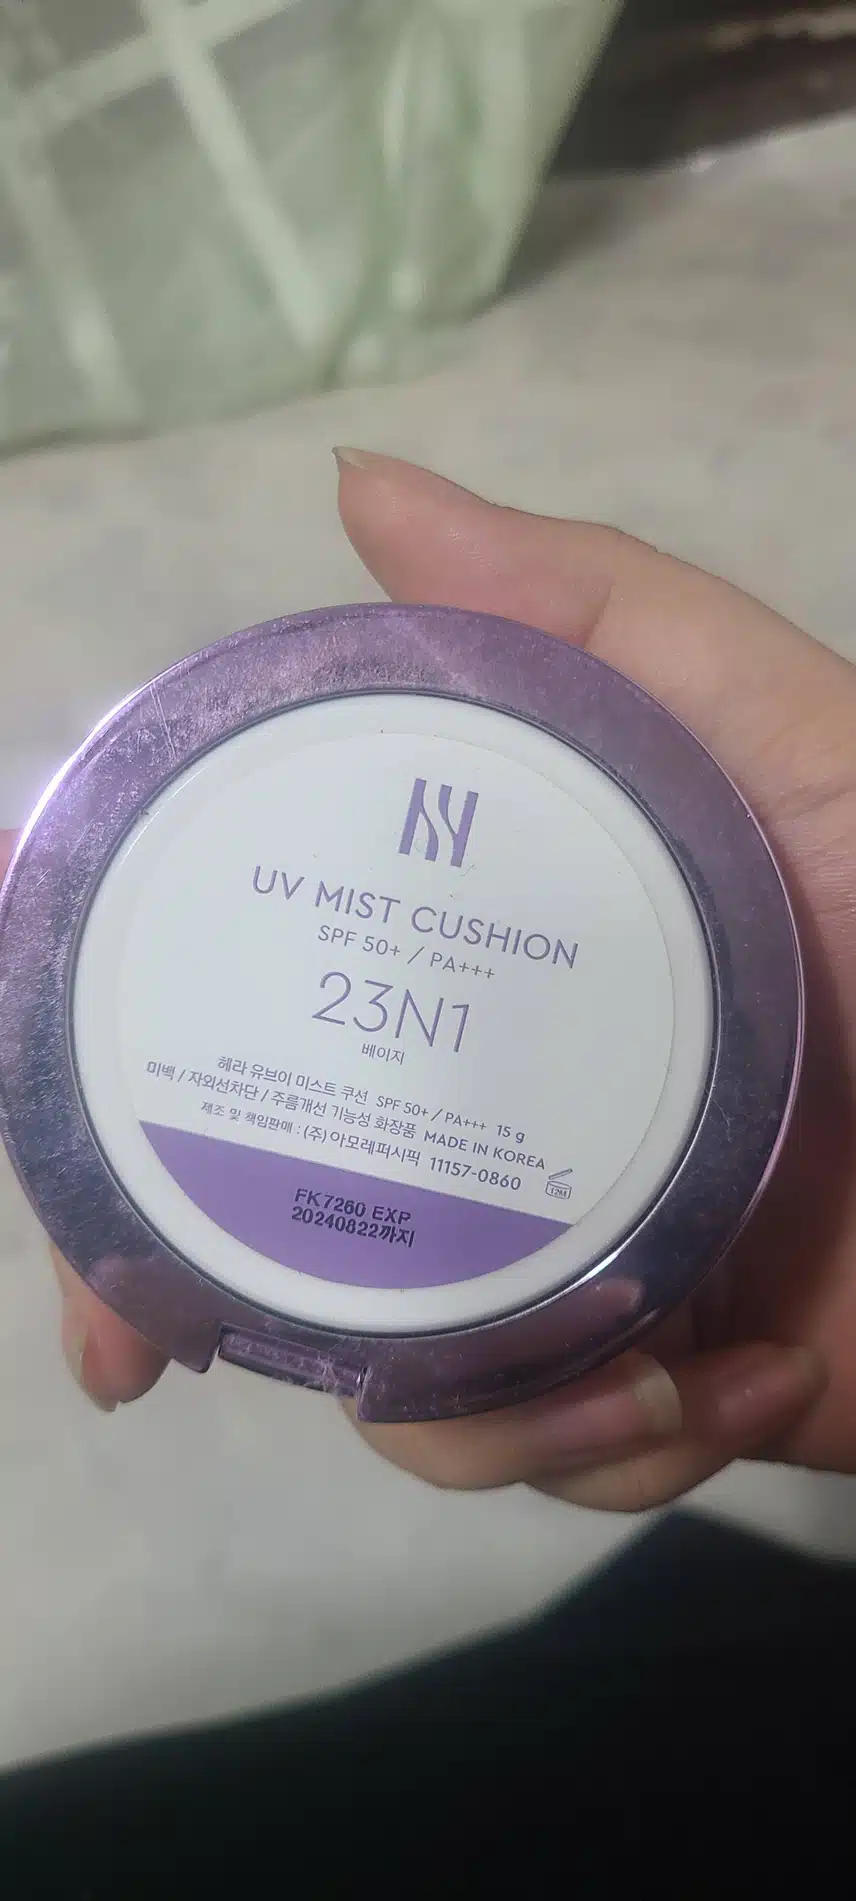 UV MIST CUSHION
SPF 50+ / PA+++
23N1
베이지
헤라 유브이 미스트 쿠션 SPF 50+ / PA+++ 15 g
미백 / 자외선차단 / 주름개선 기능성 화장품 MADE IN KOREA
제조 및 책임판매 : (주)아모레퍼시픽 11157-0860
12M
FK7260 EXP
20240822까지